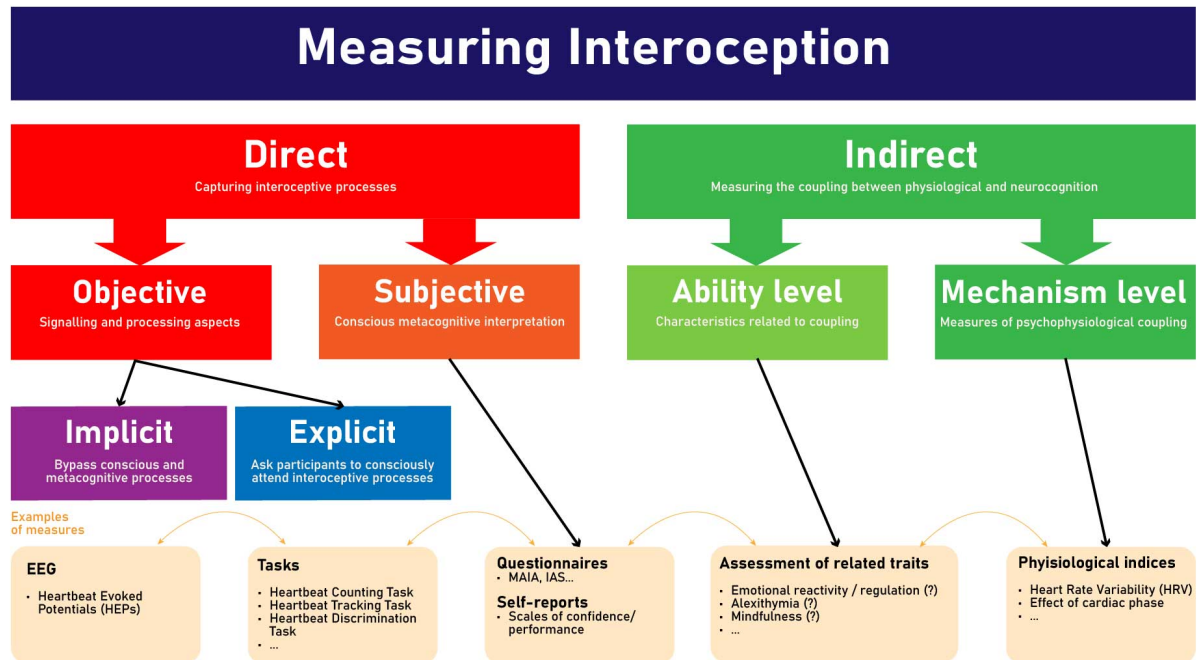 Measuring Interoception
Direct
Capturing interoceptive processes
Indirect
Measuring the coupling between physiological and neurocognition
Objective
Signalling and processing aspects
Subjective
Conscious metacognitive interpretation
Ability level
Characteristics related to coupling
Mechanism level
Measures of psychophysiological coupling
Implicit
Bypass conscious and
metacognitive processes
Explicit
Ask participants to consciously
attend interoceptive processes
Examples
of measures
EEG
• Heartbeat Evoked
Potentials (HEPs)
Tasks
• Heartbeat Counting Task
• Heartbeat Tracking Task
• Heartbeat Discrimination
Task
• ...
Questionnaires
• MAIA, IAS...
Self-reports
• Scales of confidence/
performance
Assessment of related traits
• Emotional reactivity / regulation (?)
• Alexithymia (?)
• Mindfulness (?)
• ...
Phyisiological indices
• Heart Rate Variability (HRV)
• Effect of cardiac phase
• ...